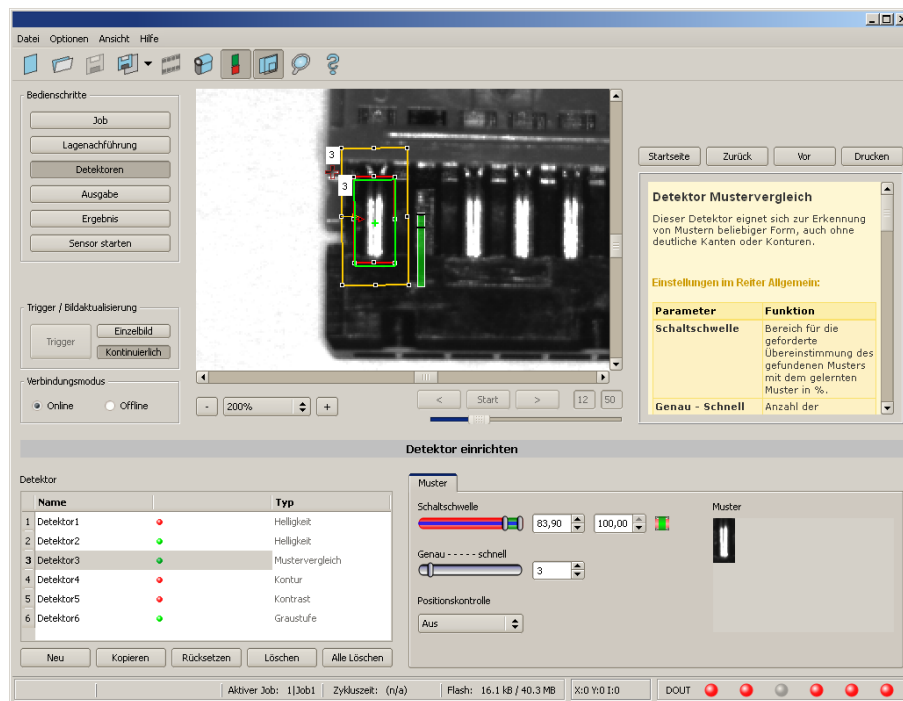 Datei Optionen Ansicht Hilfe
Bedienschritte
Job
Lagenachführung
Detektoren
Ausgabe
Ergebnis
Sensor starten
Trigger / Bildaktualisierung
Trigger
Einzelbild
Kontinuierlich
Verbindungsmodus
Online Offline
3
3
- 200% +
< Start > 12 50
Startseite Zurück Vor Drucken
Detektor Mustervergleich
Dieser Detektor eignet sich zur Erkennung
von Mustern beliebiger Form, auch ohne
deutliche Kanten oder Konturen.
Einstellungen im Reiter Allgemein:
Parameter Funktion
Schaltschwelle Bereich für die
geforderte
Übereinstimmung des
gefundenen Musters
mit dem gelernten
Muster in %.
Genau - Schnell Anzahl der
Detektor einrichten
Detektor
Name Typ
1 Detektor1 Helligkeit
2 Detektor2 Helligkeit
3 Detektor3 Mustervergleich
4 Detektor4 Kontur
5 Detektor5 Kontrast
6 Detektor6 Graustufe
Neu Kopieren Rücksetzen Löschen Alle Löschen
Muster
Schaltschwelle
83,90 100,00
Genau - - - - - schnell
3
Positionskontrolle
Aus
Muster
Aktiver Job: 1|Job1 Zykluszeit: (n/a) Flash: 16.1 kB / 40.3 MB X:0 Y:0 I:0 DOUT